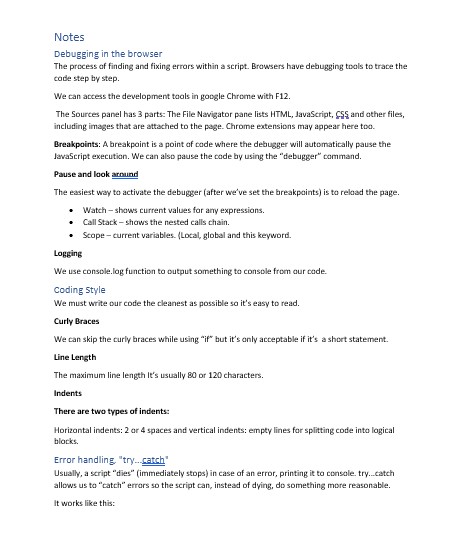 Notes
Debugging in the browser
The process of finding and fixing errors within a script. Browsers have debugging tools to trace the
code step by step.
We can access the development tools in google Chrome with F12.
The Sources panel has 3 parts: The File Navigator pane lists HTML, JavaScript, CSS and other files,
including images that are attached to the page. Chrome extensions may appear here too.
Breakpoints: A breakpoint is a point of code where the debugger will automatically pause the
JavaScript execution. We can also pause the code by using the “debugger” command.
Pause and look around
The easiest way to activate the debugger (after we’ve set the breakpoints) is to reload the page.
• Watch – shows current values for any expressions.
• Call Stack – shows the nested calls chain.
• Scope – current variables. (Local, global and this keyword.
Logging
We use console.log function to output something to console from our code.
Coding Style
We must write our code the cleanest as possible so it’s easy to read.
Curly Braces
We can skip the curly braces while using “if” but it’s only acceptable if it’s a short statement.
Line Length
The maximum line length It’s usually 80 or 120 characters.
Indents
There are two types of indents:
Horizontal indents: 2 or 4 spaces and vertical indents: empty lines for splitting code into logical
blocks.
Error handling, "try...catch"
Usually, a script “dies” (immediately stops) in case of an error, printing it to console. try...catch
allows us to “catch” errors so the script can, instead of dying, do something more reasonable.
It works like this: